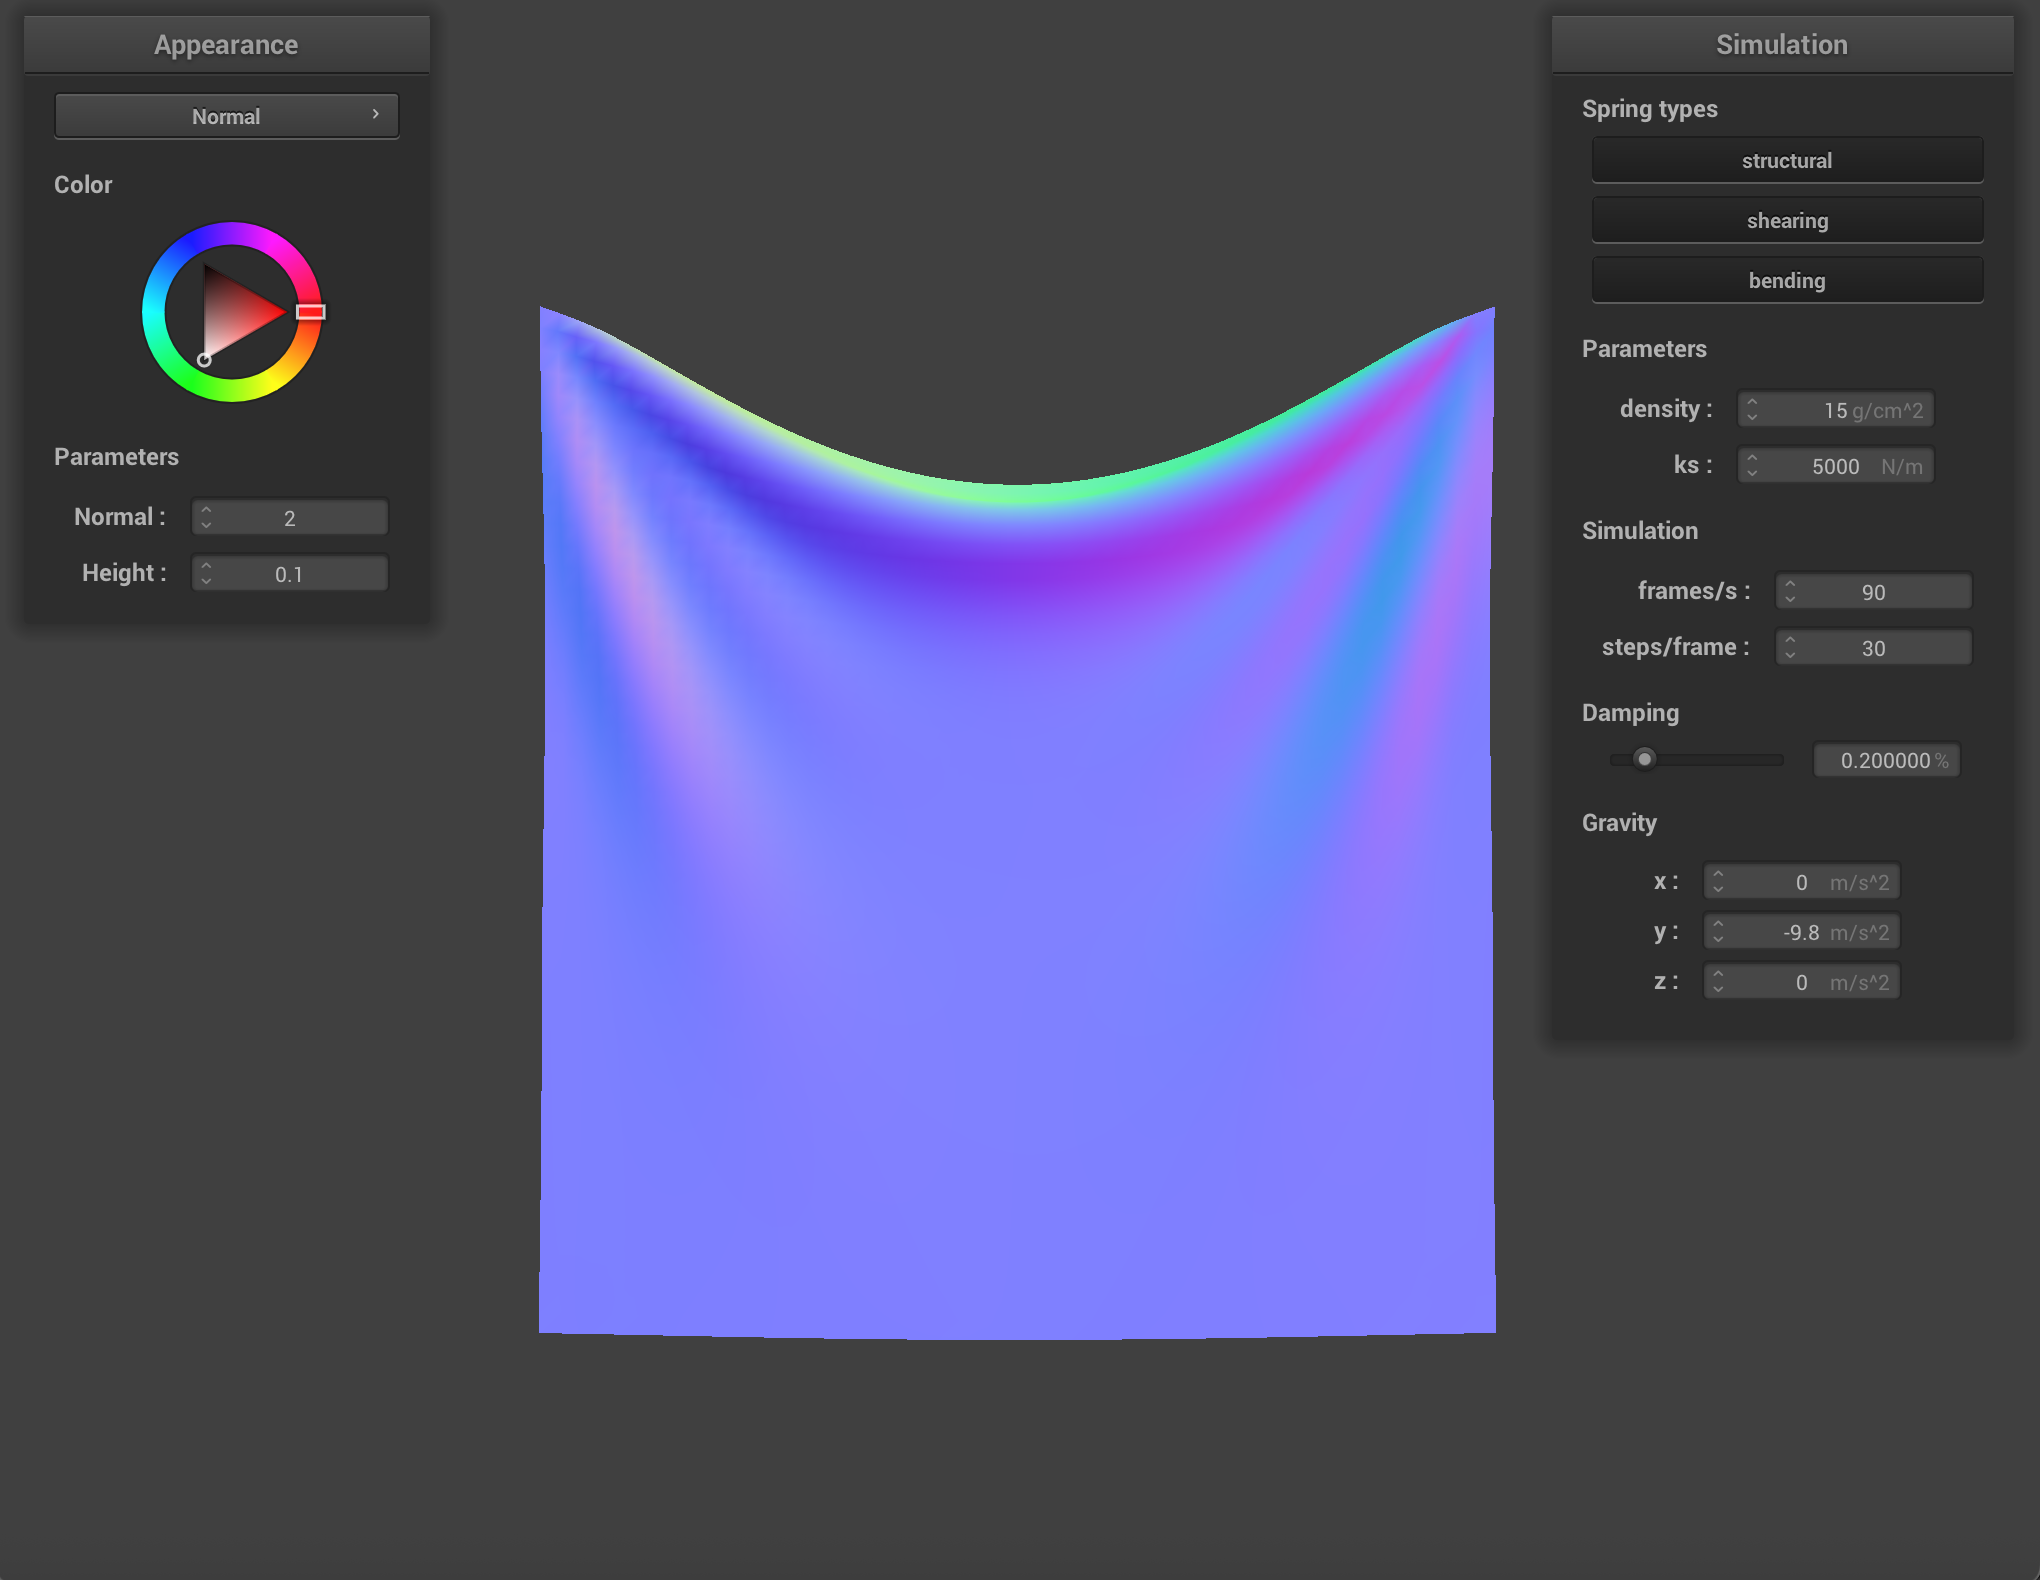 Appearance
Normal
Color
Parameters
Normal : 2
Height : 0.1
Simulation
Spring types
structural
shearing
bending
Parameters
density : 15 g/cm^2
ks : 5000 N/m
Simulation
frames/s : 90
steps/frame : 30
Damping
0.200000 %
Gravity
x : 0 m/s^2
y : -9.8 m/s^2
z : 0 m/s^2